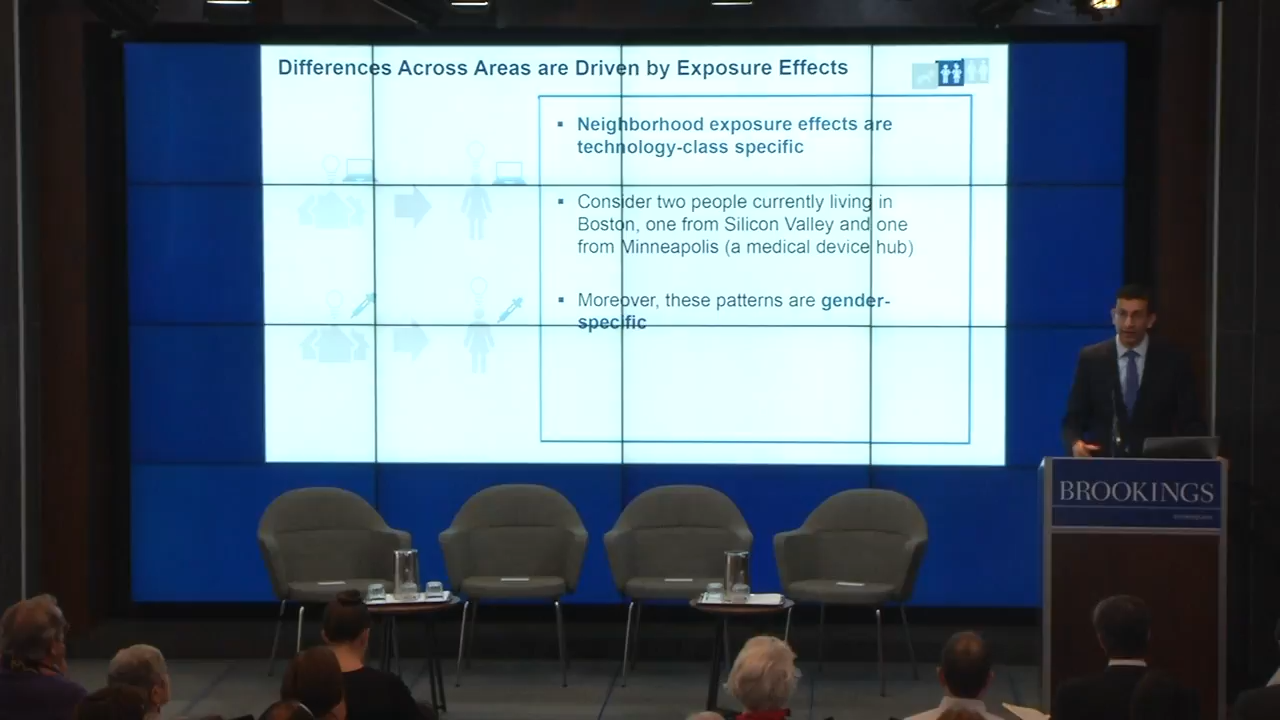 Differences Across Areas are Driven by Exposure Effects
▪ Neighborhood exposure effects are
technology-class specific
▪ Consider two people currently living in
Boston, one from Silicon Valley and one
from Minneapolis (a medical device hub)
▪ Moreover, these patterns are gender-
specific
BROOKINGS